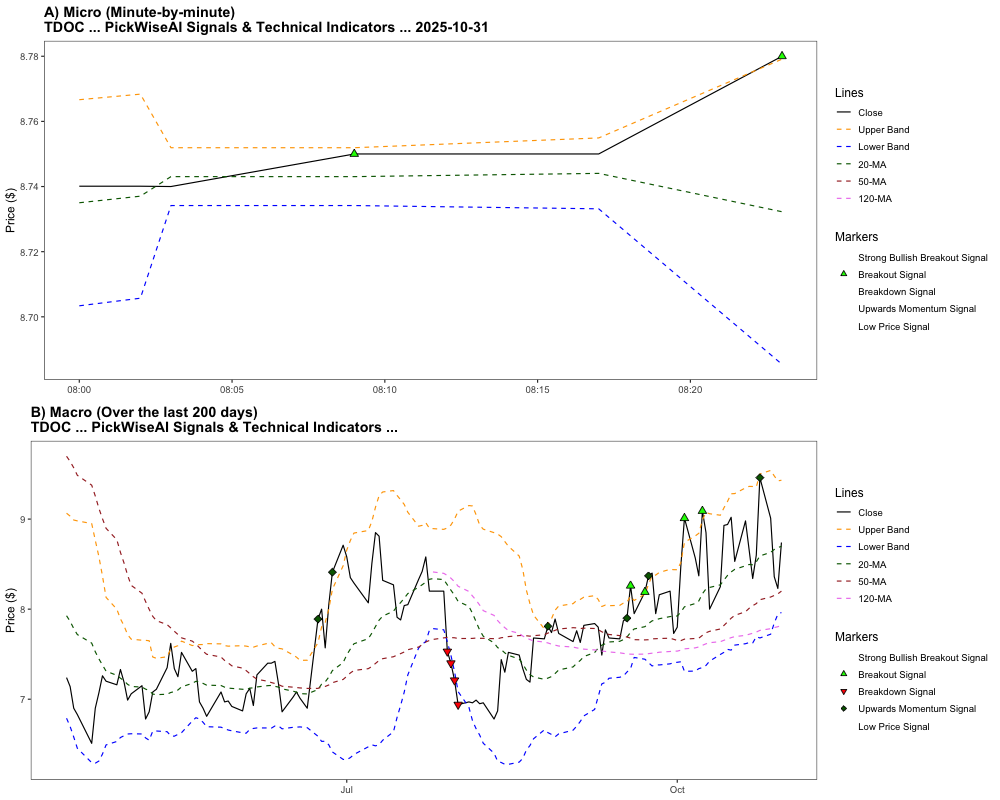 A) Micro (Minute-by-minute)
TDOC ... PickWiseAI Signals & Technical Indicators ... 2025-10-31
8.78
8.76
8.74
8.72
8.70
Price ($)
08:00 08:05 08:10 08:15 08:20
Lines
Close
Upper Band
Lower Band
20-MA
50-MA
120-MA
Markers
Strong Bullish Breakout Signal
Breakout Signal
Breakdown Signal
Upwards Momentum Signal
Low Price Signal
B) Macro (Over the last 200 days)
TDOC ... PickWiseAI Signals & Technical Indicators ...
9
8
7
Price ($)
Jul Oct
Lines
Close
Upper Band
Lower Band
20-MA
50-MA
120-MA
Markers
Strong Bullish Breakout Signal
Breakout Signal
Breakdown Signal
Upwards Momentum Signal
Low Price Signal